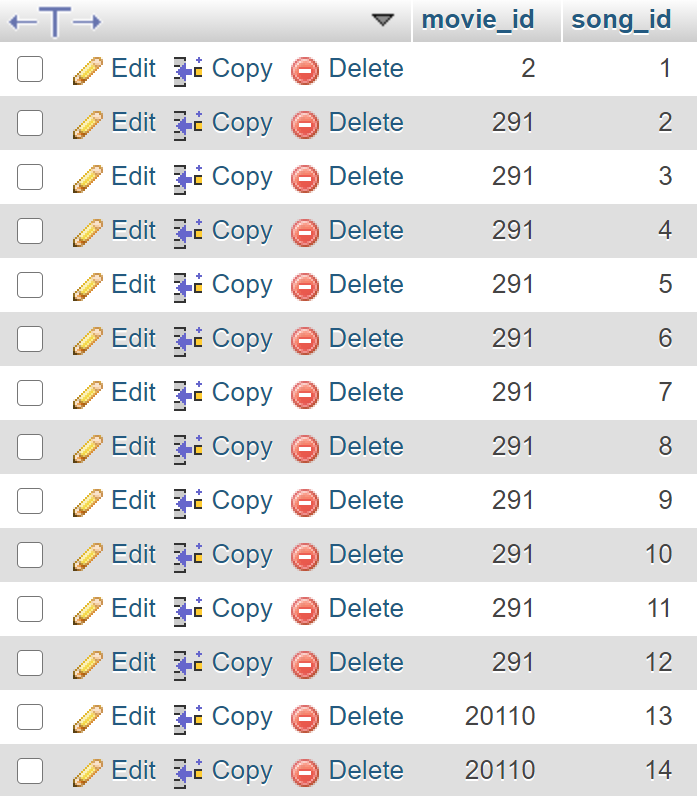 movie_id song_id
Edit Copy Delete 2 1
Edit Copy Delete 291 2
Edit Copy Delete 291 3
Edit Copy Delete 291 4
Edit Copy Delete 291 5
Edit Copy Delete 291 6
Edit Copy Delete 291 7
Edit Copy Delete 291 8
Edit Copy Delete 291 9
Edit Copy Delete 291 10
Edit Copy Delete 291 11
Edit Copy Delete 291 12
Edit Copy Delete 20110 13
Edit Copy Delete 20110 14